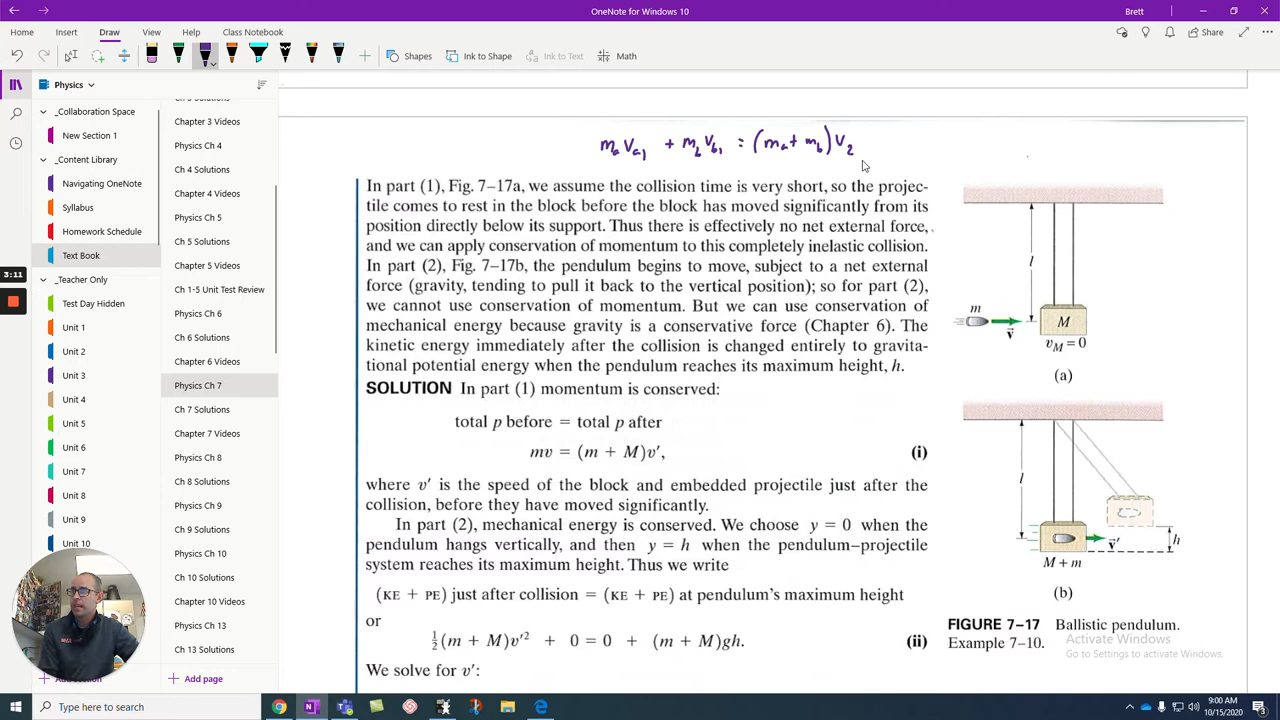 OneNote for Windows 10
Brett
Home Insert Draw View Help Class Notebook
Share
Shapes Ink to Shape Ink to Text Math
Physics
_Collaboration Space
New Section 1
_Content Library
Navigating OneNote
Syllabus
Homework Schedule
Text Book
_Teacher Only
Test Day Hidden
Unit 1
Unit 2
Unit 3
Unit 4
Unit 5
Unit 6
Unit 7
Unit 8
Unit 9
Unit 10
Ch 3 Solutions
Chapter 3 Videos
Physics Ch 4
Ch 4 Solutions
Chapter 4 Videos
Physics Ch 5
Ch 5 Solutions
Chapter 5 Videos
Ch 1-5 Unit Test Review
Physics Ch 6
Ch 6 Solutions
Chapter 6 Videos
Physics Ch 7
Ch 7 Solutions
Chapter 7 Videos
Physics Ch 8
Ch 8 Solutions
Physics Ch 9
Ch 9 Solutions
Physics Ch 10
Ch 10 Solutions
Chapter 10 Videos
Physics Ch 13
Ch 13 Solutions
Add page
3:11
mₐvₐ₁ + m_b v_b₁ = (mₐ + m_b)v₂
In part (1), Fig. 7–17a, we assume the collision time is very short, so the projec-
tile comes to rest in the block before the block has moved significantly from its
position directly below its support. Thus there is effectively no net external force,
and we can apply conservation of momentum to this completely inelastic collision.
In part (2), Fig. 7–17b, the pendulum begins to move, subject to a net external
force (gravity, tending to pull it back to the vertical position); so for part (2),
we cannot use conservation of momentum. But we can use conservation of
mechanical energy because gravity is a conservative force (Chapter 6). The
kinetic energy immediately after the collision is changed entirely to gravita-
tional potential energy when the pendulum reaches its maximum height, h.
SOLUTION In part (1) momentum is conserved:
total p before = total p after
mv = (m + M)v′, (i)
where v′ is the speed of the block and embedded projectile just after the
collision, before they have moved significantly.
In part (2), mechanical energy is conserved. We choose y = 0 when the
pendulum hangs vertically, and then y = h when the pendulum–projectile
system reaches its maximum height. Thus we write
(KE + PE) just after collision = (KE + PE) at pendulum's maximum height
or
½(m + M)v′² + 0 = 0 + (m + M)gh. (ii)
We solve for v′:
l
m
v
M
v_M = 0
(a)
l
v′
h
M + m
(b)
FIGURE 7–17 Ballistic pendulum.
Example 7–10.
Activate Windows
Go to Settings to activate Windows.
Type here to search
9:00 AM
10/15/2020